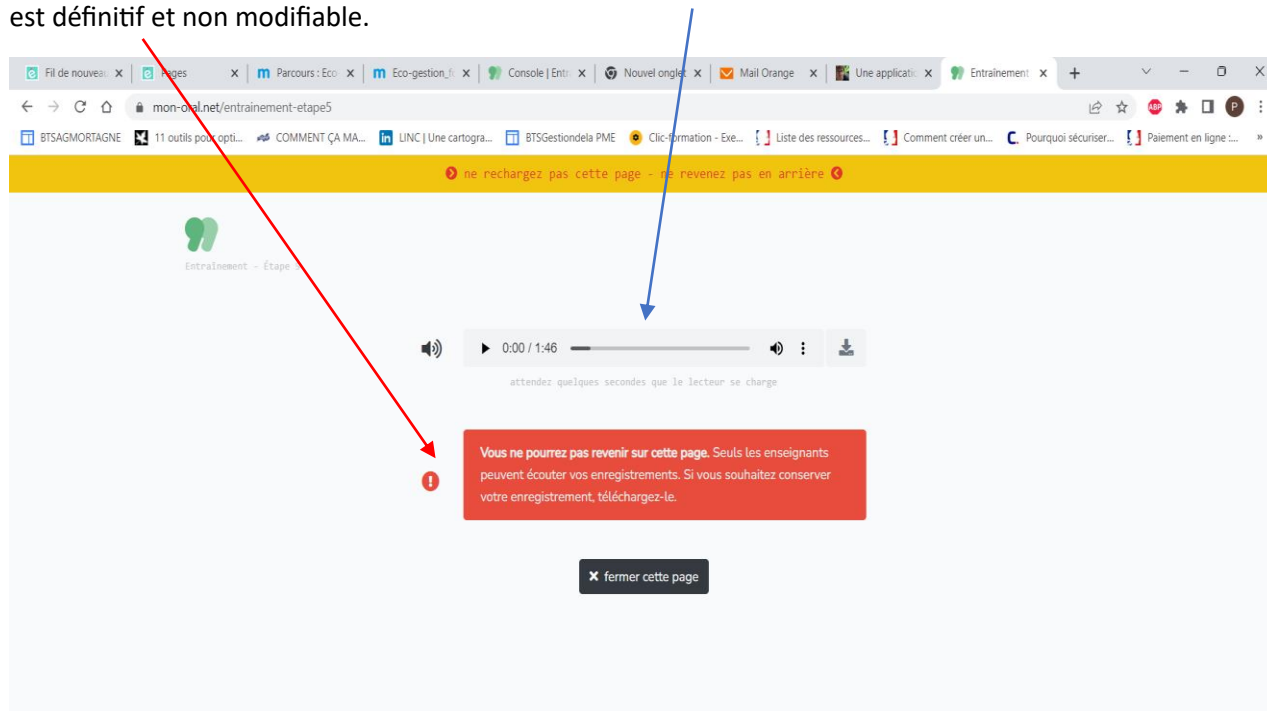 est définitif et non modifiable.
Fil de nouveau
Pages
Parcours : Eco
Eco-gestion_fo
Console | Entr
Nouvel onglet
Mail Orange
Une applicatio
Entraînement
mon-oral.net/entrainement-etape5
ABP
P
BTSAGMORTAGNE
11 outils pour opti...
COMMENT ÇA MA...
LINC | Une cartogra...
BTSGestiondela PME
Clic-formation - Exe...
Liste des ressources...
Comment créer un...
Pourquoi sécuriser...
Paiement en ligne :...
»
ne rechargez pas cette page - ne revenez pas en arrière
Entraînement - Étape 5
0:00 / 1:46
attendez quelques secondes que le lecteur se charge
Vous ne pourrez pas revenir sur cette page. Seuls les enseignants
peuvent écouter vos enregistrements. Si vous souhaitez conserver
votre enregistrement, téléchargez-le.
fermer cette page